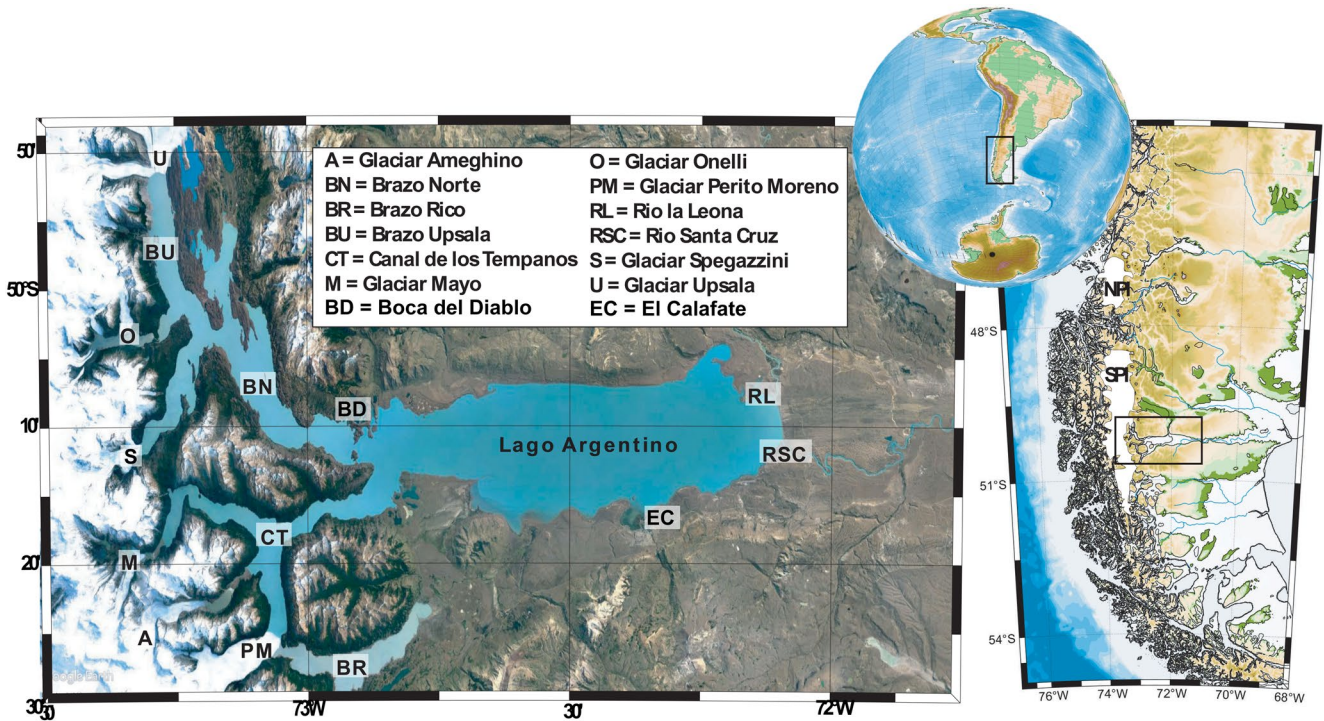 A = Glaciar Ameghino
BN = Brazo Norte
BR = Brazo Rico
BU = Brazo Upsala
CT = Canal de los Tempanos
M = Glaciar Mayo
BD = Boca del Diablo
O = Glaciar Onelli
PM = Glaciar Perito Moreno
RL = Rio la Leona
RSC = Rio Santa Cruz
S = Glaciar Spegazzini
U = Glaciar Upsala
EC = El Calafate
50'
U
BU
50°S
O
BN
BD
RL
10'
Lago Argentino
S
RSC
EC
CT
M
20'
A
PM
BR
30'
30'
73°W
30'
72°W
NPI
48°S
SPI
51°S
54°S
76°W
74°W
72°W
70°W
68°W